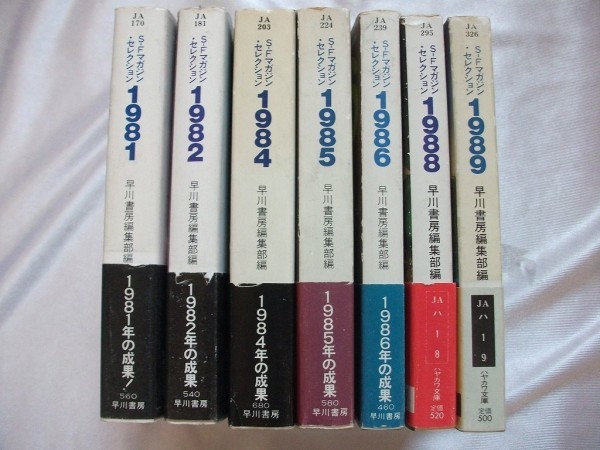 JA
170
S-Fマガジン
・セレクション
1981
早川書房編集部編
1981年の成果!
560
早川書房
JA
181
S-Fマガジン
・セレクション
1982
早川書房編集部編
1982年の成果
540
早川書房
JA
203
S-Fマガジン
・セレクション
1984
早川書房編集部編
1984年の成果
680
早川書房
JA
224
S-Fマガジン
・セレクション
1985
早川書房編集部編
1985年の成果
580
早川書房
JA
239
S-Fマガジン
・セレクション
1986
早川書房編集部編
1986年の成果
460
早川書房
JA
295
S-Fマガジン
・セレクション
1988
早川書房編集部編
JA
ハ
1
8
ハヤカワ文庫
定価
520
JA
326
S-Fマガジン
・セレクション
1989
早川書房編集部編
JA
ハ
1
9
ハヤカワ文庫
定価
500